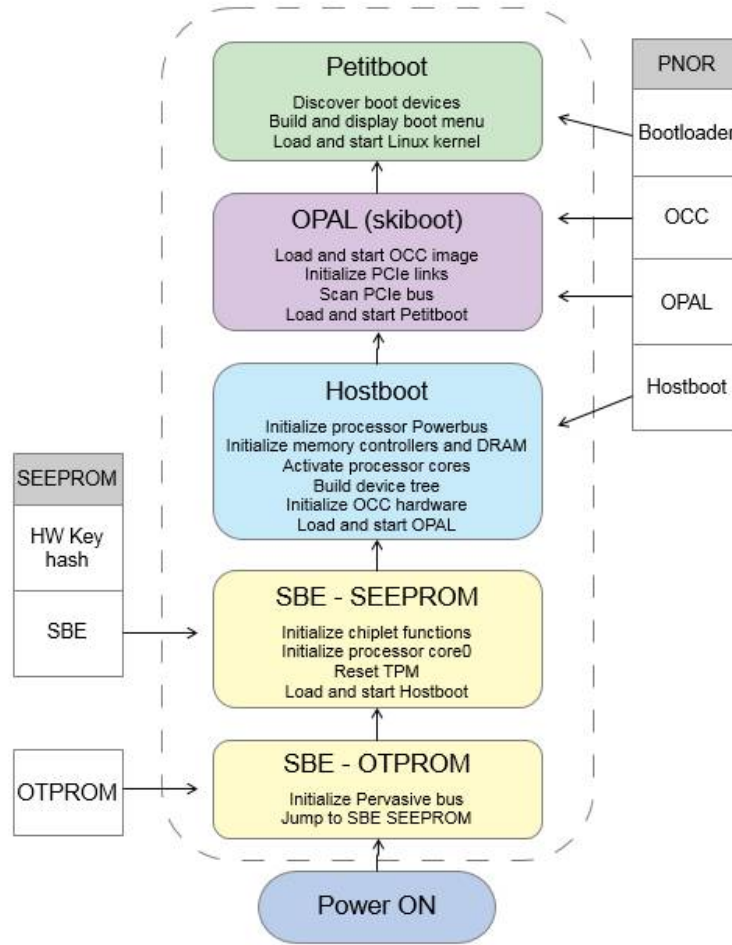 Petitboot
Discover boot devices
Build and display boot menu
Load and start Linux kernel
OPAL (skiboot)
Load and start OCC image
Initialize PCIe links
Scan PCIe bus
Load and start Petitboot
Hostboot
Initialize processor Powerbus
Initialize memory controllers and DRAM
Activate processor cores
Build device tree
Initialize OCC hardware
Load and start OPAL
SBE - SEEPROM
Initialize chiplet functions
Initialize processor core0
Reset TPM
Load and start Hostboot
SBE - OTPROM
Initialize Pervasive bus
Jump to SBE SEEPROM
Power ON
PNOR
Bootloader
OCC
OPAL
Hostboot
SEEPROM
HW Key
hash
SBE
OTPROM